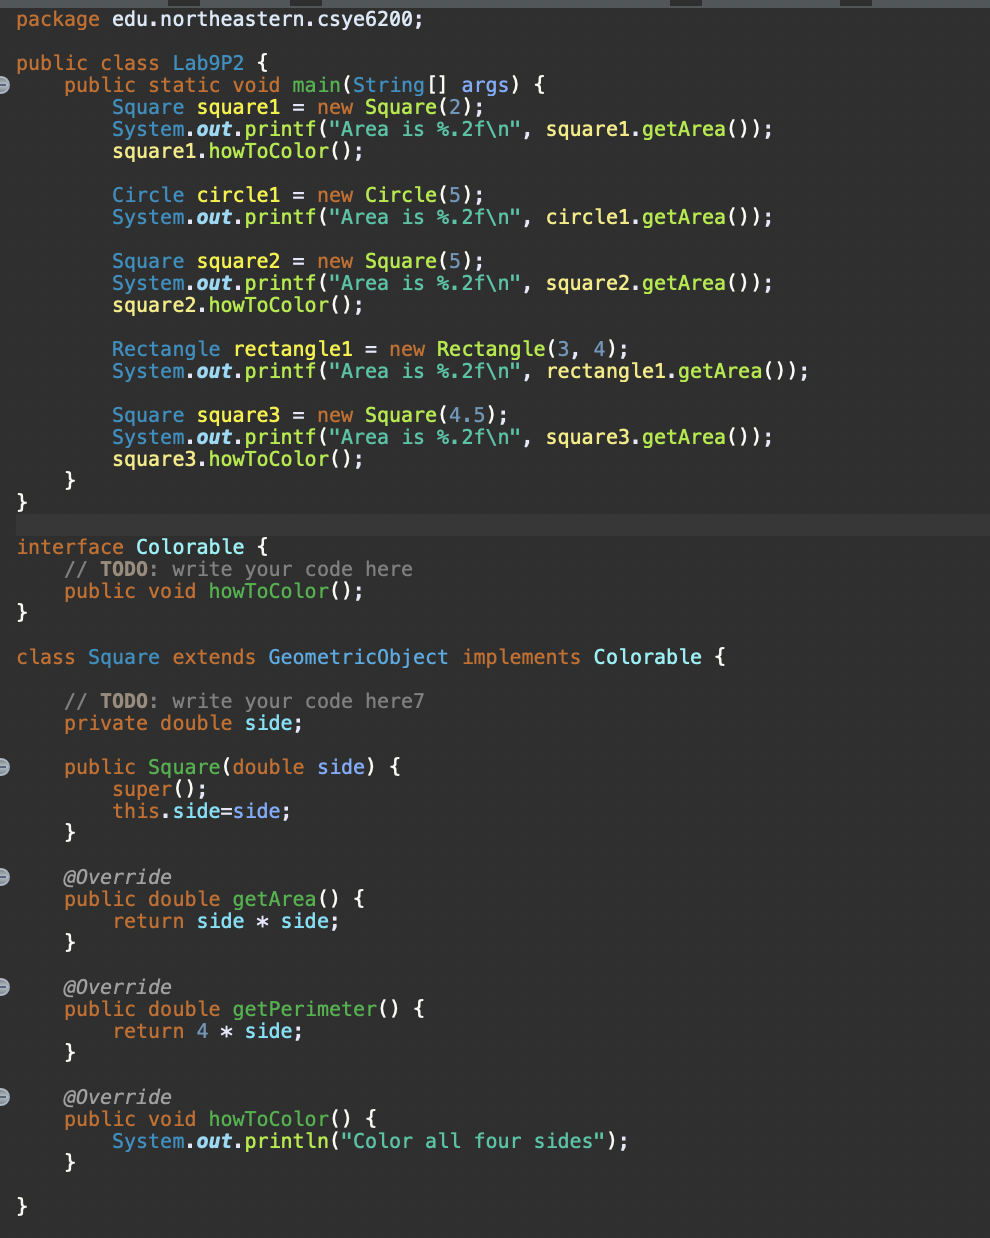 package edu.northeastern.csye6200;
public class Lab9P2 {
public static void main(String[] args) {
Square square1 = new Square(2);
System.out.printf("Area is %.2f\n", square1.getArea());
square1.howToColor();
Circle circle1 = new Circle(5);
System.out.printf("Area is %.2f\n", circle1.getArea());
Square square2 = new Square(5);
System.out.printf("Area is %.2f\n", square2.getArea());
square2.howToColor();
Rectangle rectangle1 = new Rectangle(3, 4);
System.out.printf("Area is %.2f\n", rectangle1.getArea());
Square square3 = new Square(4.5);
System.out.printf("Area is %.2f\n", square3.getArea());
square3.howToColor();
}
}
interface Colorable {
// TODO: write your code here
public void howToColor();
}
class Square extends GeometricObject implements Colorable {
// TODO: write your code here7
private double side;
public Square(double side) {
super();
this.side=side;
}
@Override
public double getArea() {
return side * side;
}
@Override
public double getPerimeter() {
return 4 * side;
}
@Override
public void howToColor() {
System.out.println("Color all four sides");
}
}